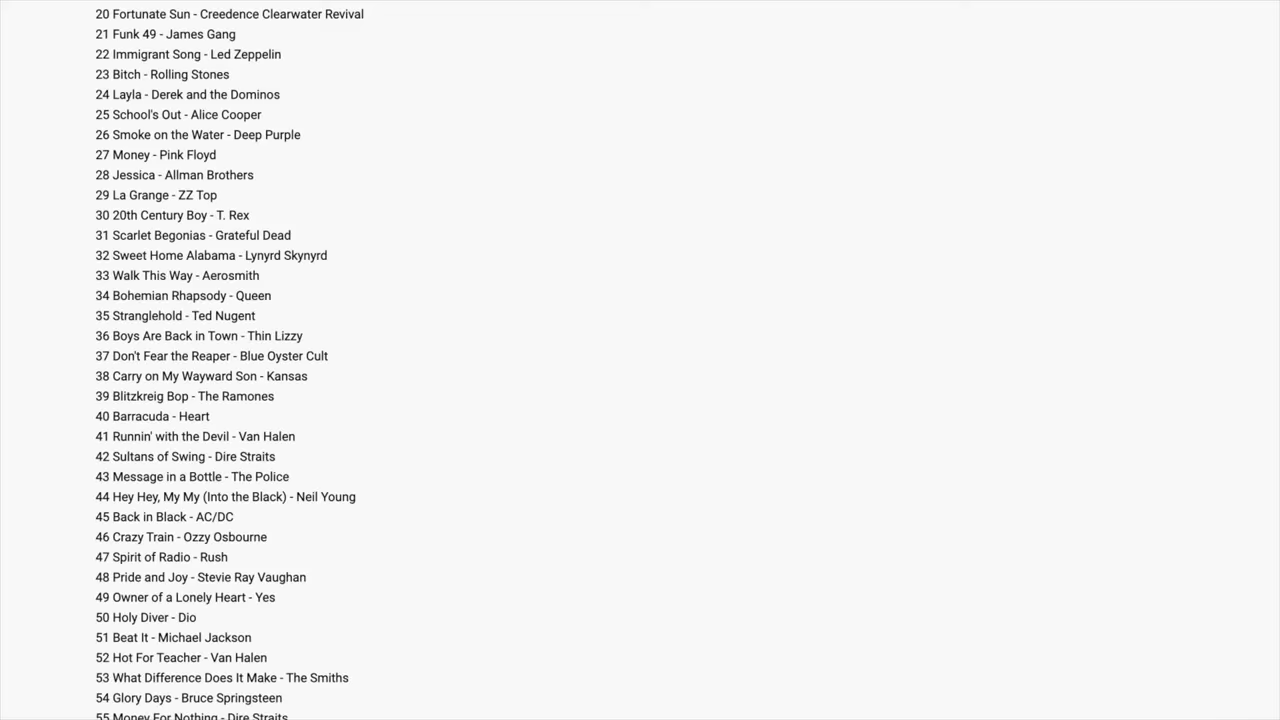 20 Fortunate Sun - Creedence Clearwater Revival
21 Funk 49 - James Gang
22 Immigrant Song - Led Zeppelin
23 Bitch - Rolling Stones
24 Layla - Derek and the Dominos
25 School's Out - Alice Cooper
26 Smoke on the Water - Deep Purple
27 Money - Pink Floyd
28 Jessica - Allman Brothers
29 La Grange - ZZ Top
30 20th Century Boy - T. Rex
31 Scarlet Begonias - Grateful Dead
32 Sweet Home Alabama - Lynyrd Skynyrd
33 Walk This Way - Aerosmith
34 Bohemian Rhapsody - Queen
35 Stranglehold - Ted Nugent
36 Boys Are Back in Town - Thin Lizzy
37 Don't Fear the Reaper - Blue Oyster Cult
38 Carry on My Wayward Son - Kansas
39 Blitzkreig Bop - The Ramones
40 Barracuda - Heart
41 Runnin' with the Devil - Van Halen
42 Sultans of Swing - Dire Straits
43 Message in a Bottle - The Police
44 Hey Hey, My My (Into the Black) - Neil Young
45 Back in Black - AC/DC
46 Crazy Train - Ozzy Osbourne
47 Spirit of Radio - Rush
48 Pride and Joy - Stevie Ray Vaughan
49 Owner of a Lonely Heart - Yes
50 Holy Diver - Dio
51 Beat It - Michael Jackson
52 Hot For Teacher - Van Halen
53 What Difference Does It Make - The Smiths
54 Glory Days - Bruce Springsteen
55 Money For Nothing - Dire Straits